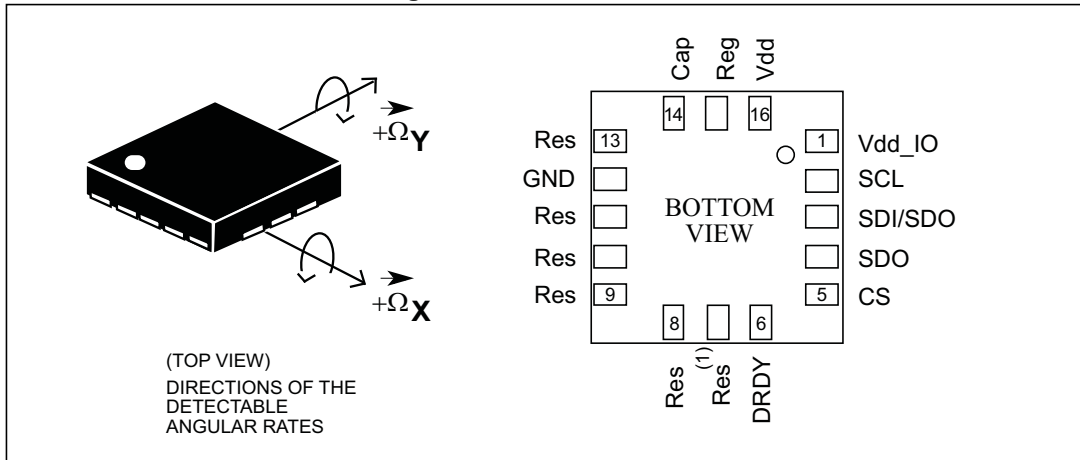 +ΩY
+ΩX
(TOP VIEW)
DIRECTIONS OF THE
DETECTABLE
ANGULAR RATES
Cap
Reg
Vdd
14
16
Res
13
1
Vdd_IO
GND
SCL
Res
BOTTOM
VIEW
SDI/SDO
Res
SDO
Res
9
5
CS
8
6
Res
Res (1)
DRDY